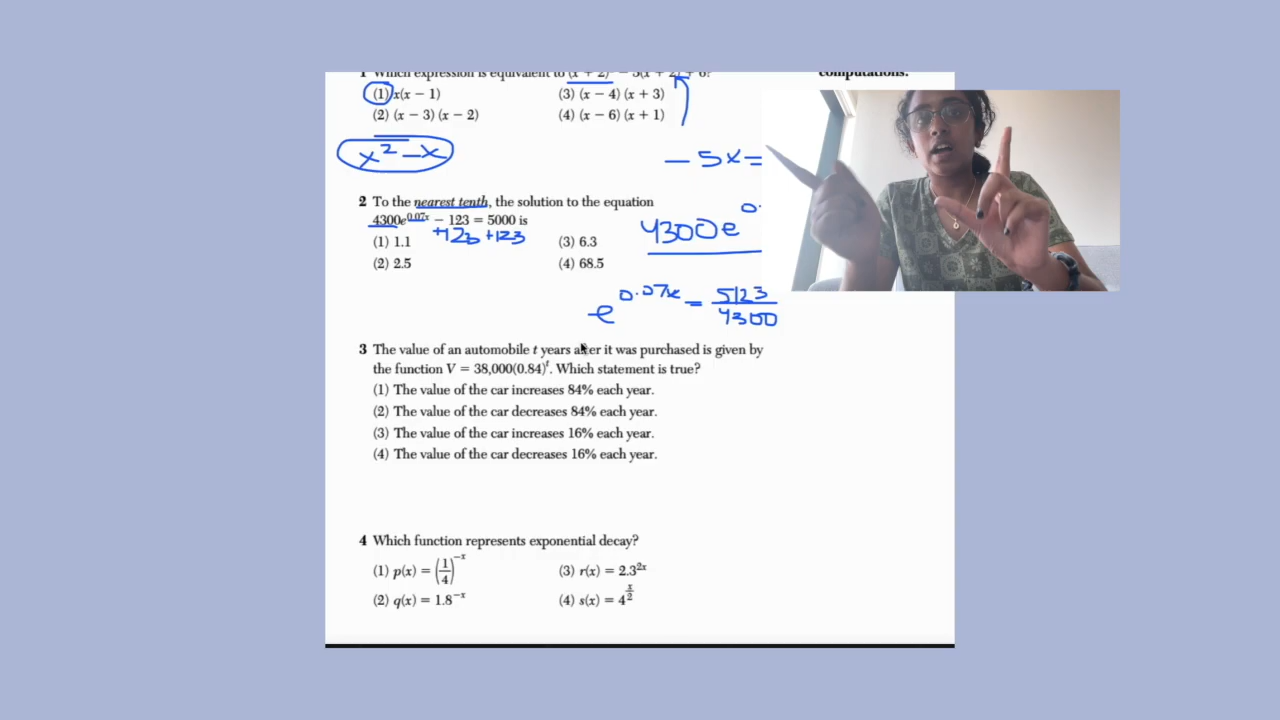 1 Which expression is equivalent to (x + 2)² – 5(x + 2) + 6?
computations.
(1) x(x – 1) (3) (x – 4) (x + 3)
(2) (x – 3) (x – 2) (4) (x – 6) (x + 1)
x² – x
– 5x =
2 To the nearest tenth, the solution to the equation
4300e^0.07x – 123 = 5000 is
+123 +123
4300e^0.
(1) 1.1 (3) 6.3
(2) 2.5 (4) 68.5
e^0.07x = 5123/4300
3 The value of an automobile t years after it was purchased is given by
the function V = 38,000(0.84)^t. Which statement is true?
(1) The value of the car increases 84% each year.
(2) The value of the car decreases 84% each year.
(3) The value of the car increases 16% each year.
(4) The value of the car decreases 16% each year.
4 Which function represents exponential decay?
(1) p(x) = (1/4)^–x (3) r(x) = 2.3^2x
(2) q(x) = 1.8^–x (4) s(x) = 4^x/2